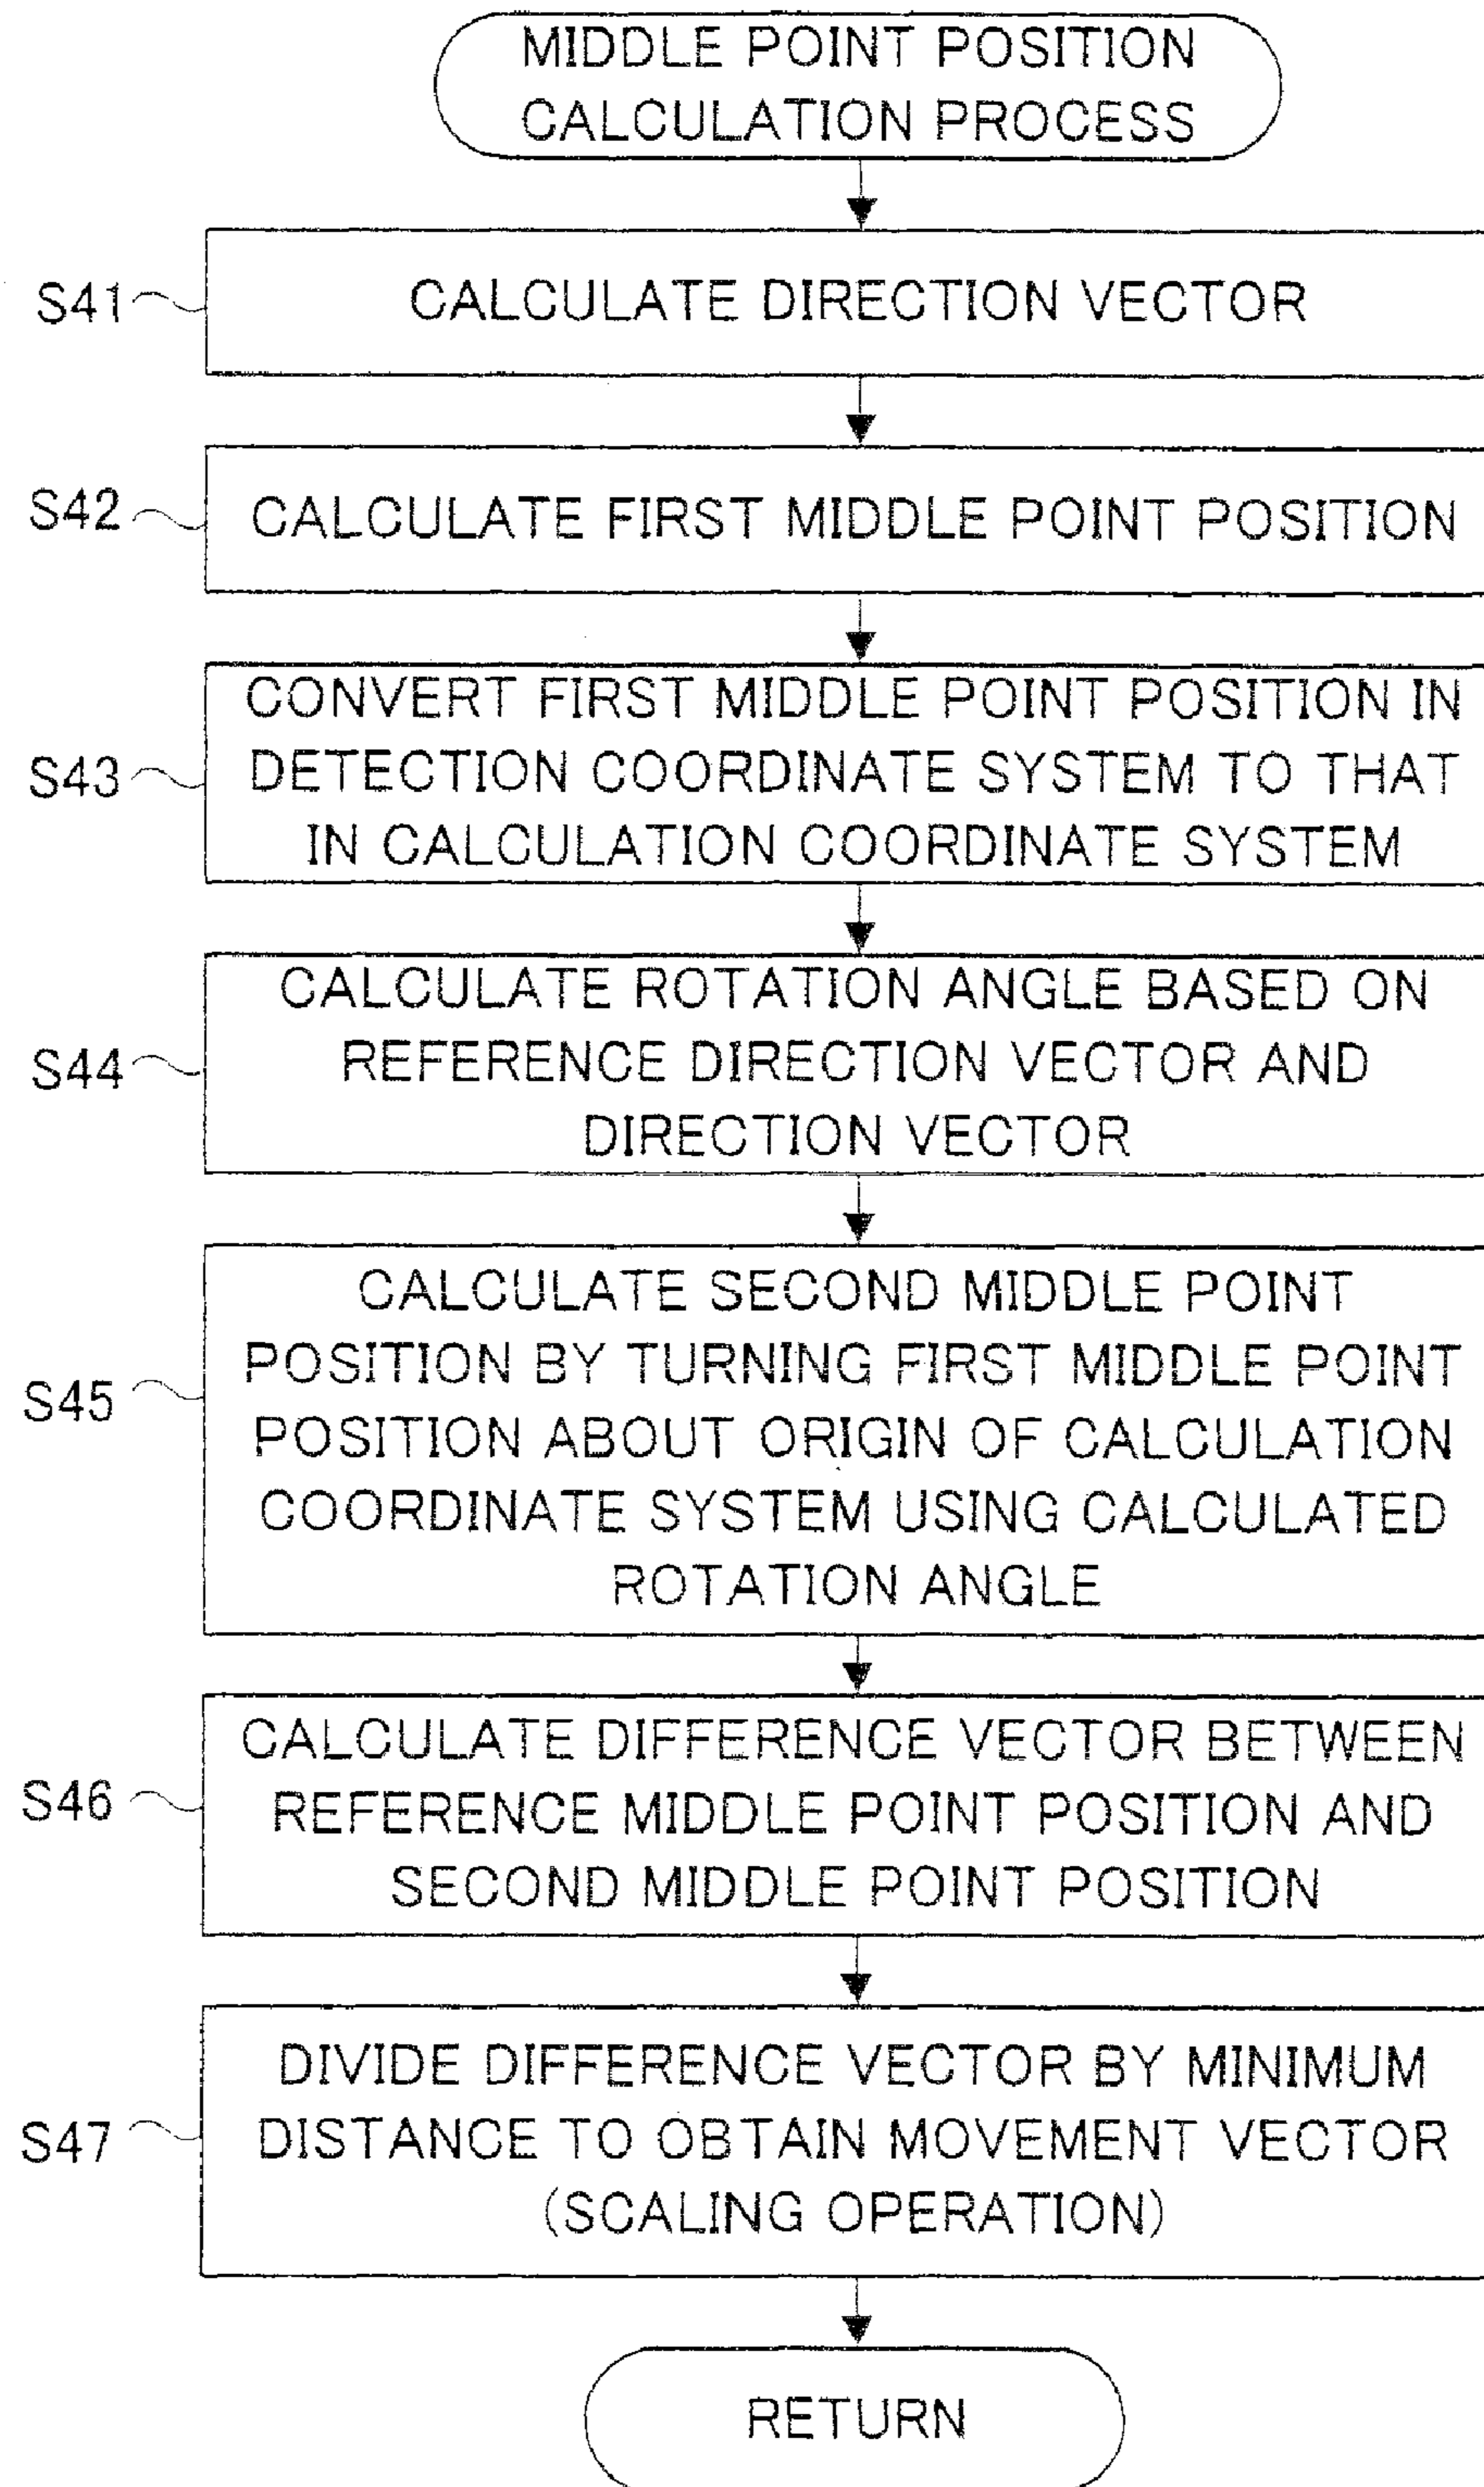 MIDDLE POINT POSITION
CALCULATION PROCESS
S41
CALCULATE DIRECTION VECTOR
S42
CALCULATE FIRST MIDDLE POINT POSITION
S43
CONVERT FIRST MIDDLE POINT POSITION IN
DETECTION COORDINATE SYSTEM TO THAT
IN CALCULATION COORDINATE SYSTEM
S44
CALCULATE ROTATION ANGLE BASED ON
REFERENCE DIRECTION VECTOR AND
DIRECTION VECTOR
S45
CALCULATE SECOND MIDDLE POINT
POSITION BY TURNING FIRST MIDDLE POINT
POSITION ABOUT ORIGIN OF CALCULATION
COORDINATE SYSTEM USING CALCULATED
ROTATION ANGLE
S46
CALCULATE DIFFERENCE VECTOR BETWEEN
REFERENCE MIDDLE POINT POSITION AND
SECOND MIDDLE POINT POSITION
S47
DIVIDE DIFFERENCE VECTOR BY MINIMUM
DISTANCE TO OBTAIN MOVEMENT VECTOR
(SCALING OPERATION)
RETURN